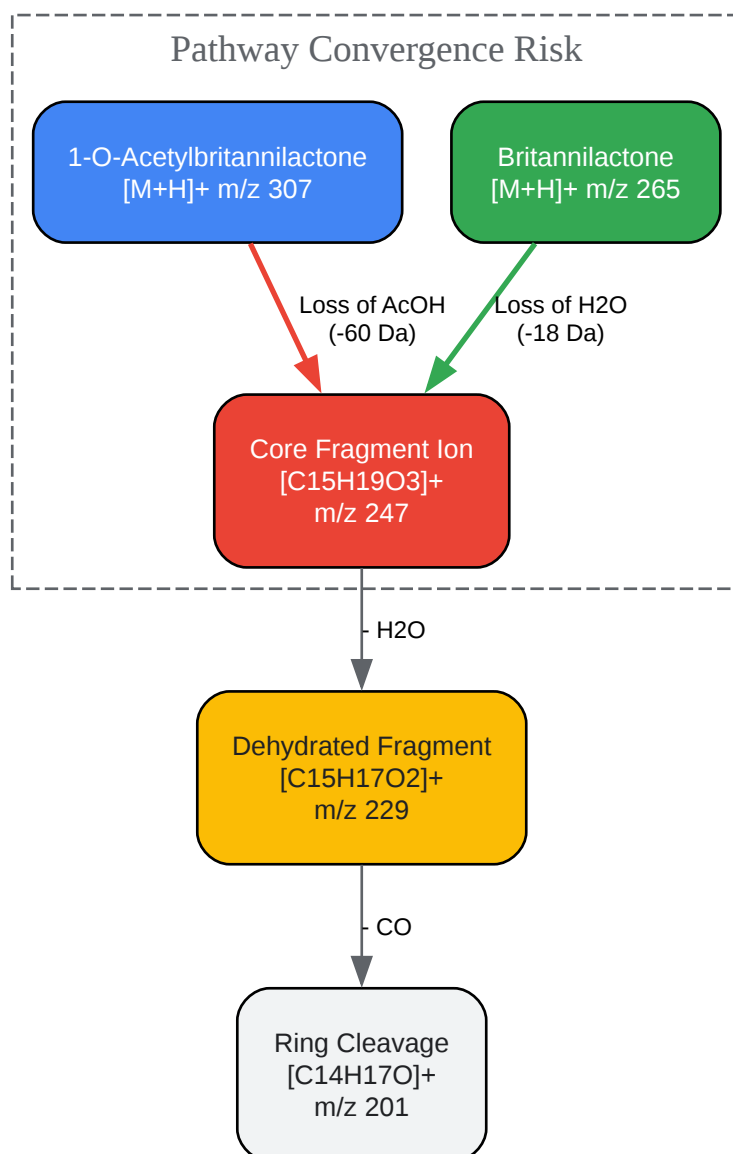 Pathway Convergence Risk
1-O-Acetylbritannilactone
[M+H]+ m/z 307
Britannilactone
[M+H]+ m/z 265
Loss of AcOH
(-60 Da)
Loss of H2O
(-18 Da)
Core Fragment Ion
[C15H19O3]+
m/z 247
- H2O
Dehydrated Fragment
[C15H17O2]+
m/z 229
- CO
Ring Cleavage
[C14H17O]+
m/z 201